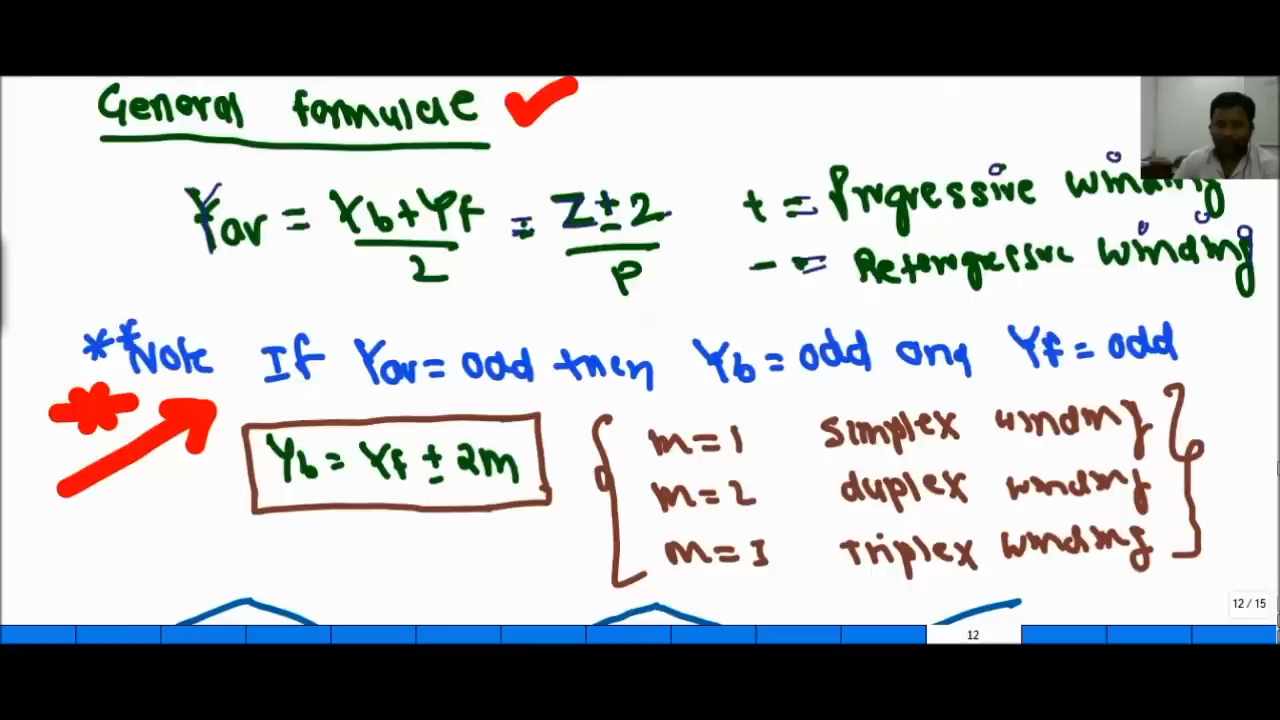 General formulae
Yav = Yb+Yf/2 = Z±2/P + = Progressive winding
- = Retrogressive winding
**Note If Yav = odd then Yb = odd and Yf = odd
Yb = Yf ± 2m
m=1 simplex winding
m=2 duplex winding
m=I Triplex winding
12/15
12